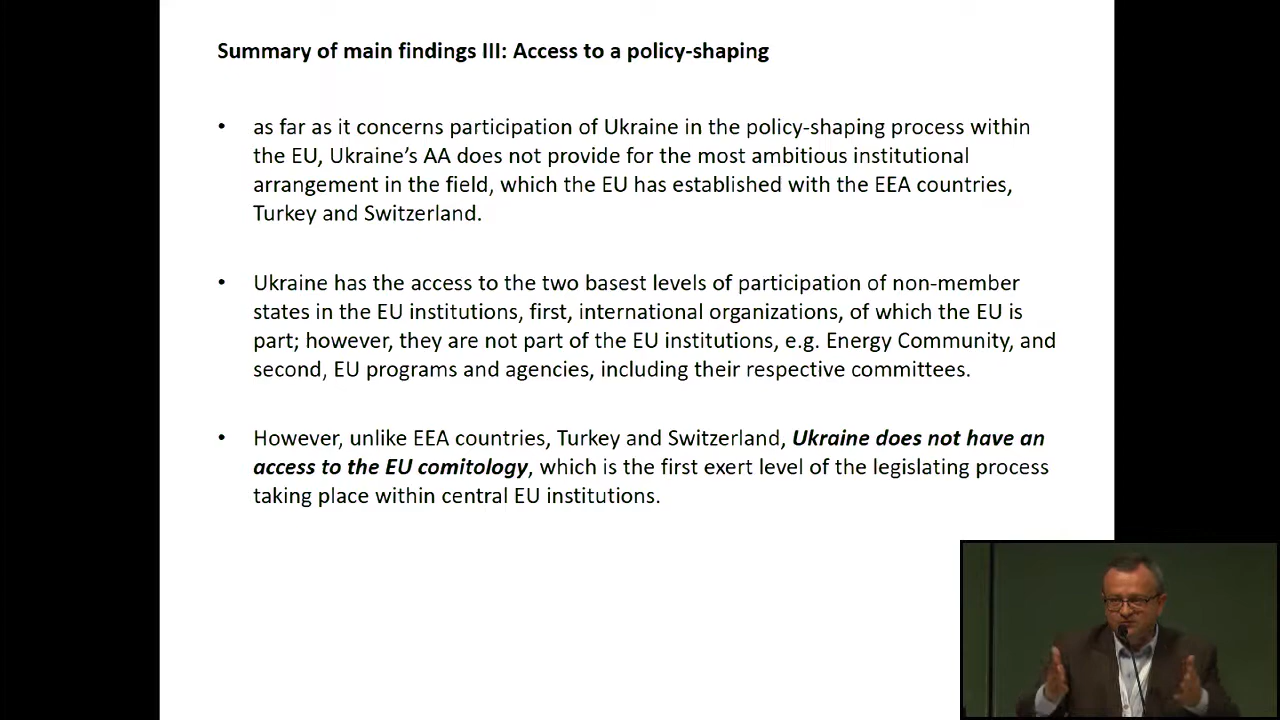 Summary of main findings III: Access to a policy-shaping
• as far as it concerns participation of Ukraine in the policy-shaping process within
the EU, Ukraine’s AA does not provide for the most ambitious institutional
arrangement in the field, which the EU has established with the EEA countries,
Turkey and Switzerland.
• Ukraine has the access to the two basest levels of participation of non-member
states in the EU institutions, first, international organizations, of which the EU is
part; however, they are not part of the EU institutions, e.g. Energy Community, and
second, EU programs and agencies, including their respective committees.
• However, unlike EEA countries, Turkey and Switzerland, Ukraine does not have an
access to the EU comitology, which is the first exert level of the legislating process
taking place within central EU institutions.